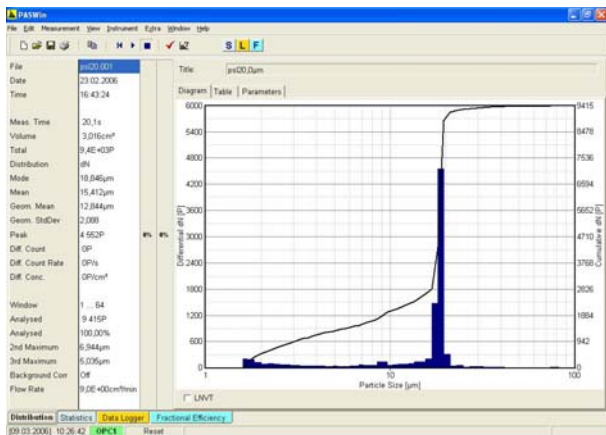 PASWin
File Edit Measurement View Instrument Extra Window Help
S L F
File psl20.001
Date 23.02.2006
Time 16:43:24
Meas. Time 20,1s
Volume 3,016cm³
Total 9,4E+03P
Distribution dN
Mode 18,846µm
Mean 15,412µm
Geom. Mean 12,844µm
Geom. StdDev 2,088
Peak 4 552P
Diff. Count 0P
Diff. Count Rate 0P/s
Diff. Conc. 0P/cm³
Window 1 ... 64
Analysed 9 415P
Analysed 100,00%
2nd Maximum 6,944µm
3rd Maximum 5,035µm
Background Corr Off
Flow Rate 9,0E+00cm³/min
0% 0%
Title: psl20,0µm
Diagram Table Parameters
Differential dN [P]
6000
5400
4800
4200
3600
3000
2400
1800
1200
600
0
9415
8478
7536
6594
5652
4710
3768
2826
1884
942
0
Cumulative dN [P]
1 10 100
Particle Size [µm]
LNVT
Distribution Statistics Data Logger Fractional Efficiency
[09.03.2006] 10:26:42 OPC1 Reset